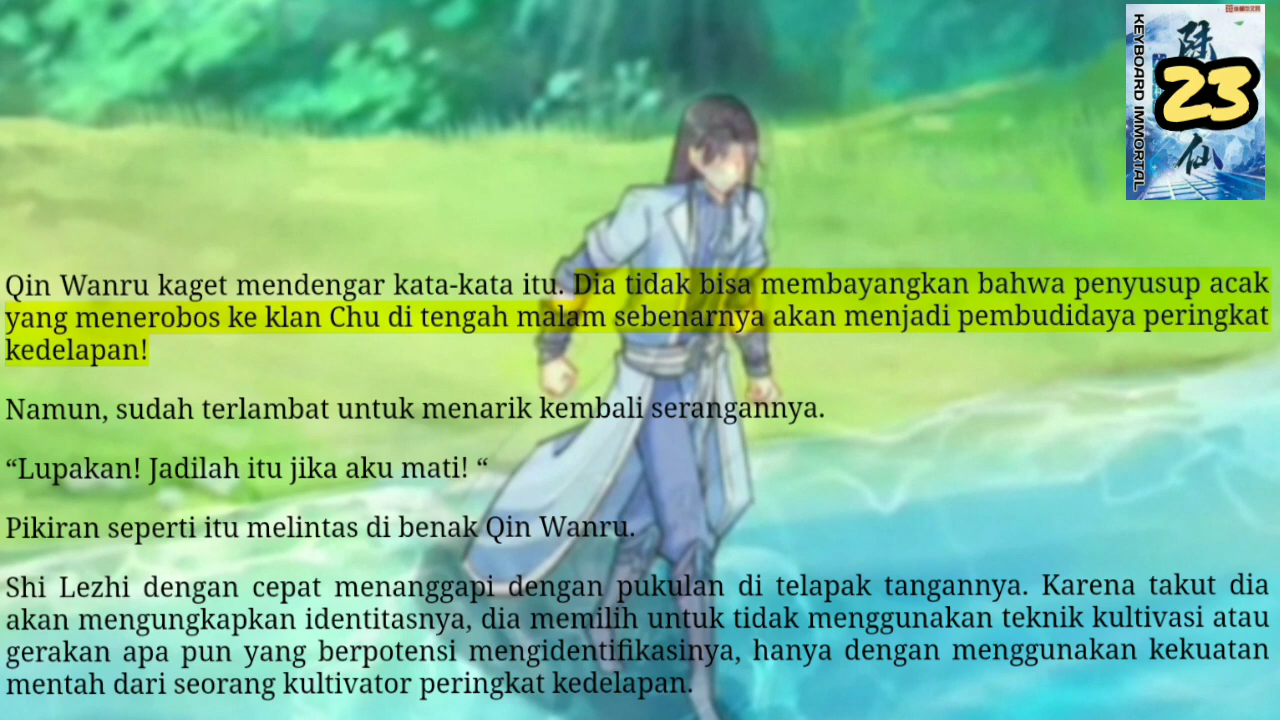 KEYBOARD IMMORTAL
陆
仙
23
Qin Wanru kaget mendengar kata-kata itu. Dia tidak bisa membayangkan bahwa penyusup acak
yang menerobos ke klan Chu di tengah malam sebenarnya akan menjadi pembudidaya peringkat
kedelapan!
Namun, sudah terlambat untuk menarik kembali serangannya.
“Lupakan! Jadilah itu jika aku mati! “
Pikiran seperti itu melintas di benak Qin Wanru.
Shi Lezhi dengan cepat menanggapi dengan pukulan di telapak tangannya. Karena takut dia
akan mengungkapkan identitasnya, dia memilih untuk tidak menggunakan teknik kultivasi atau
gerakan apa pun yang berpotensi mengidentifikasinya, hanya dengan menggunakan kekuatan
mentah dari seorang kultivator peringkat kedelapan.